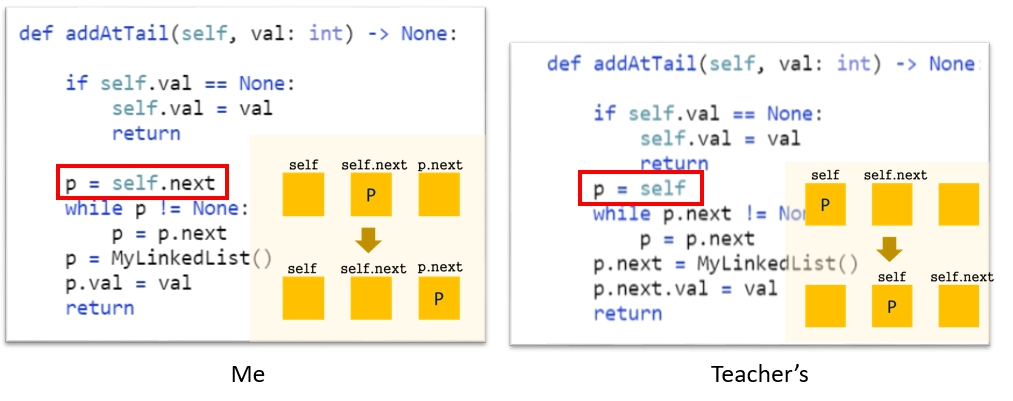 def addAtTail(self, val: int) -> None:
if self.val == None:
self.val = val
return
p = self.next
while p != None:
p = p.next
p = MyLinkedList()
p.val = val
return
self self.next p.next
P
self self.next p.next
P
Me
def addAtTail(self, val: int) -> None:
if self.val == None:
self.val = val
return
p = self
while p.next != Non
p = p.next
p.next = MyLinkedList()
p.next.val = val
return
self self.next
P
self self.next
P
Teacher's